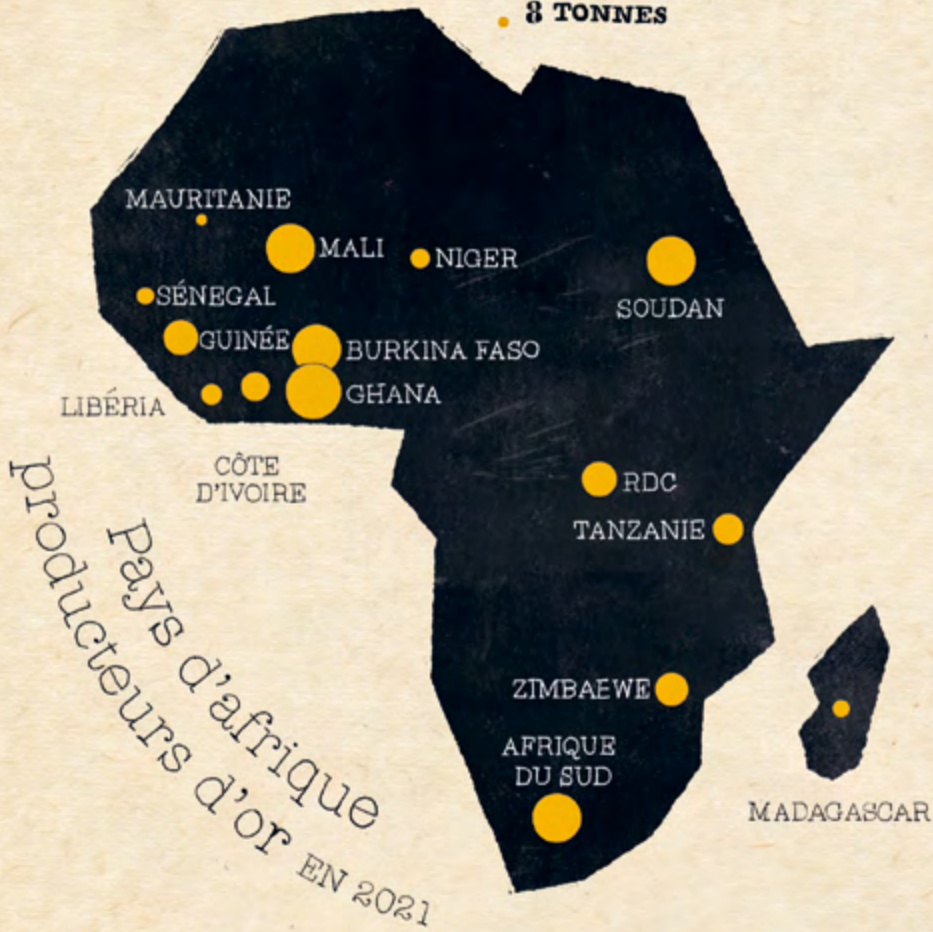 8 TONNES
MAURITANIE
MALI
NIGER
SÉNEGAL
SOUDAN
GUINÉE
BURKINA FASO
LIBÉRIA
GHANA
CÔTE
D'IVOIRE
RDC
TANZANIE
Pays d'afrique
producteurs d'or EN 2021
ZIMBABWE
AFRIQUE
DU SUD
MADAGASCAR